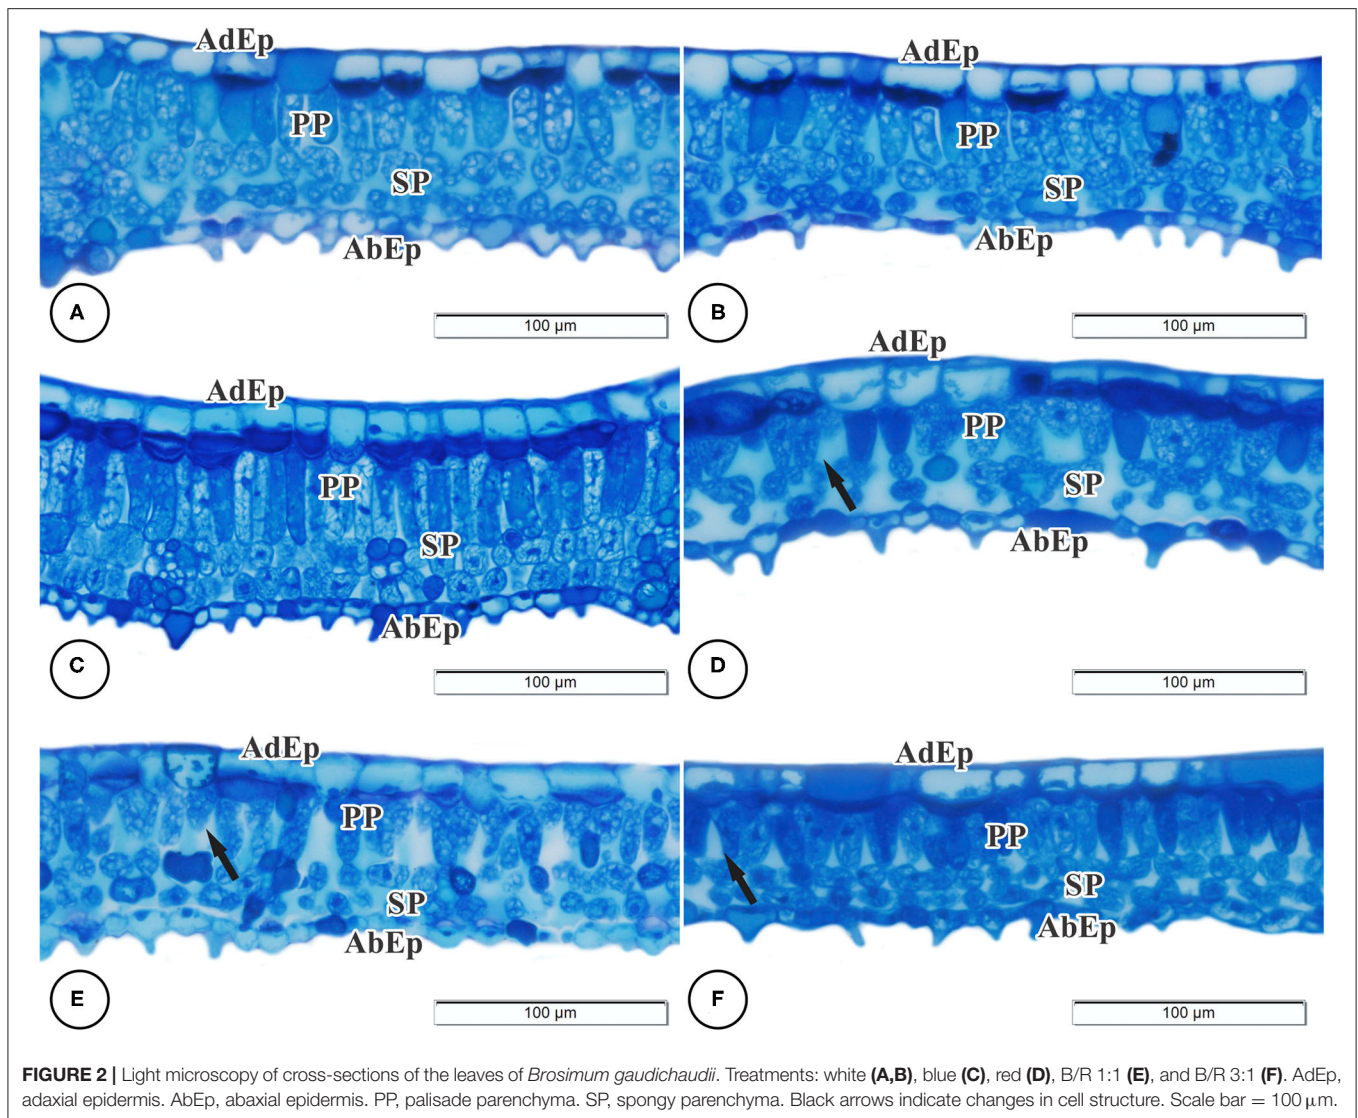 AdEp
PP
SP
AbEp
A
100 µm
AdEp
PP
SP
AbEp
B
100 µm
AdEp
PP
SP
AbEp
C
100 µm
AdEp
PP
SP
AbEp
D
100 µm
AdEp
PP
SP
AbEp
E
100 µm
AdEp
PP
SP
AbEp
F
100 µm
FIGURE 2 | Light microscopy of cross-sections of the leaves of Brosimum gaudichaudii. Treatments: white (A,B), blue (C), red (D), B/R 1:1 (E), and B/R 3:1 (F). AdEp,
adaxial epidermis. AbEp, abaxial epidermis. PP, palisade parenchyma. SP, spongy parenchyma. Black arrows indicate changes in cell structure. Scale bar = 100 µm.